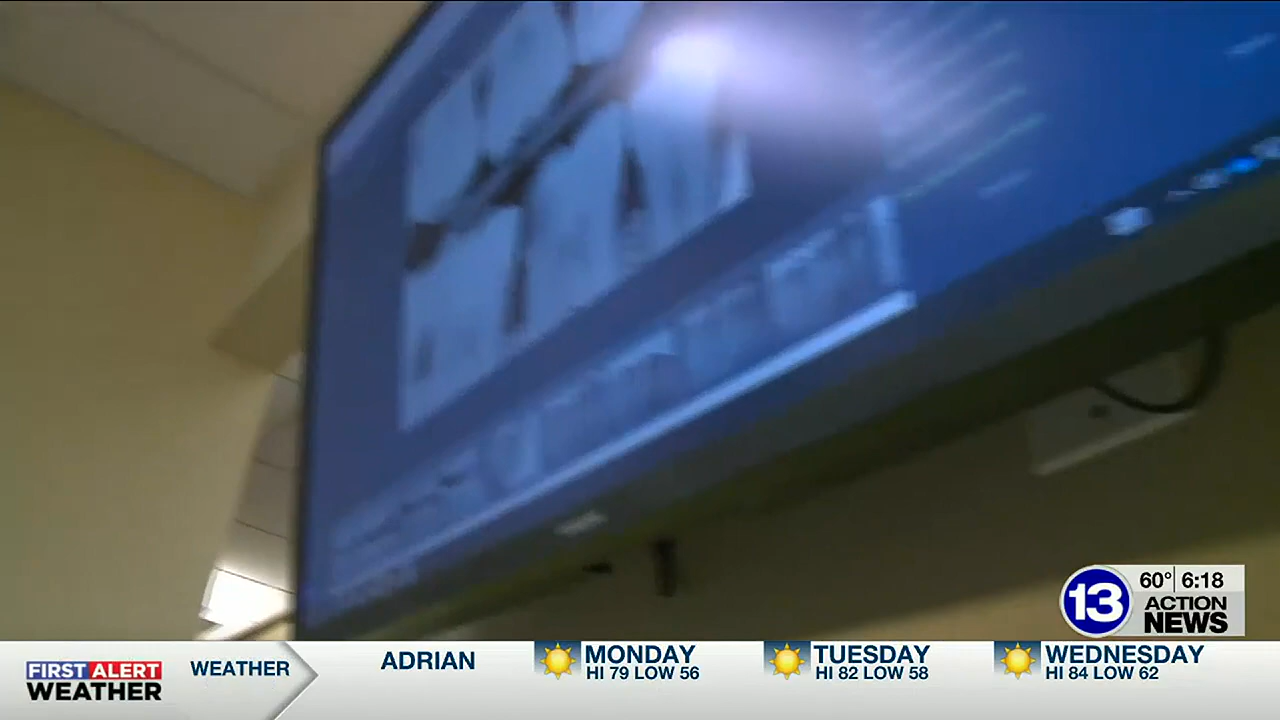 60° 6:18
13 ACTION
NEWS
FIRST ALERT
WEATHER
WEATHER
ADRIAN
MONDAY
HI 79 LOW 56
TUESDAY
HI 82 LOW 58
WEDNESDAY
HI 84 LOW 62